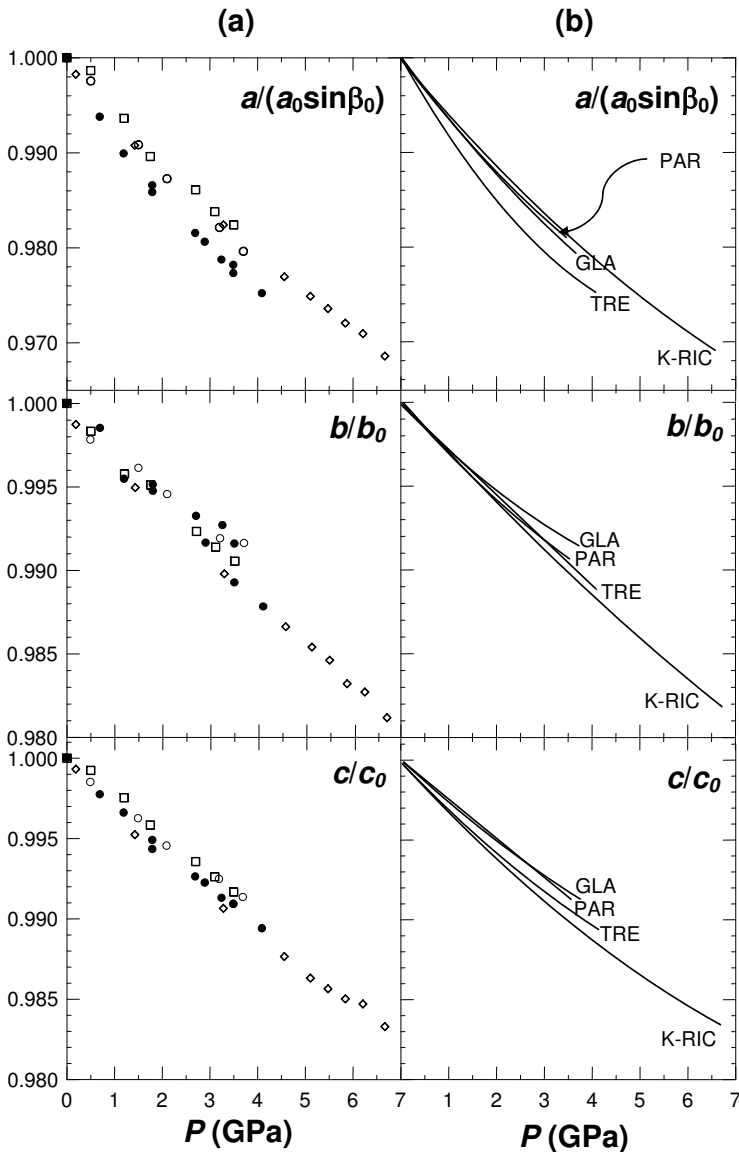 (a)
(b)
1.000
0.990
0.980
0.970
a/(a0sinβ0)
a/(a0sinβ0)
PAR
GLA
TRE
K-RIC
1.000
0.995
0.990
0.985
0.980
b/b0
b/b0
GLA
PAR
TRE
K-RIC
1.000
0.995
0.990
0.985
0.980
c/c0
c/c0
GLA
PAR
TRE
K-RIC
0 1 2 3 4 5 6 7
1 2 3 4 5 6 7
P (GPa)
P (GPa)